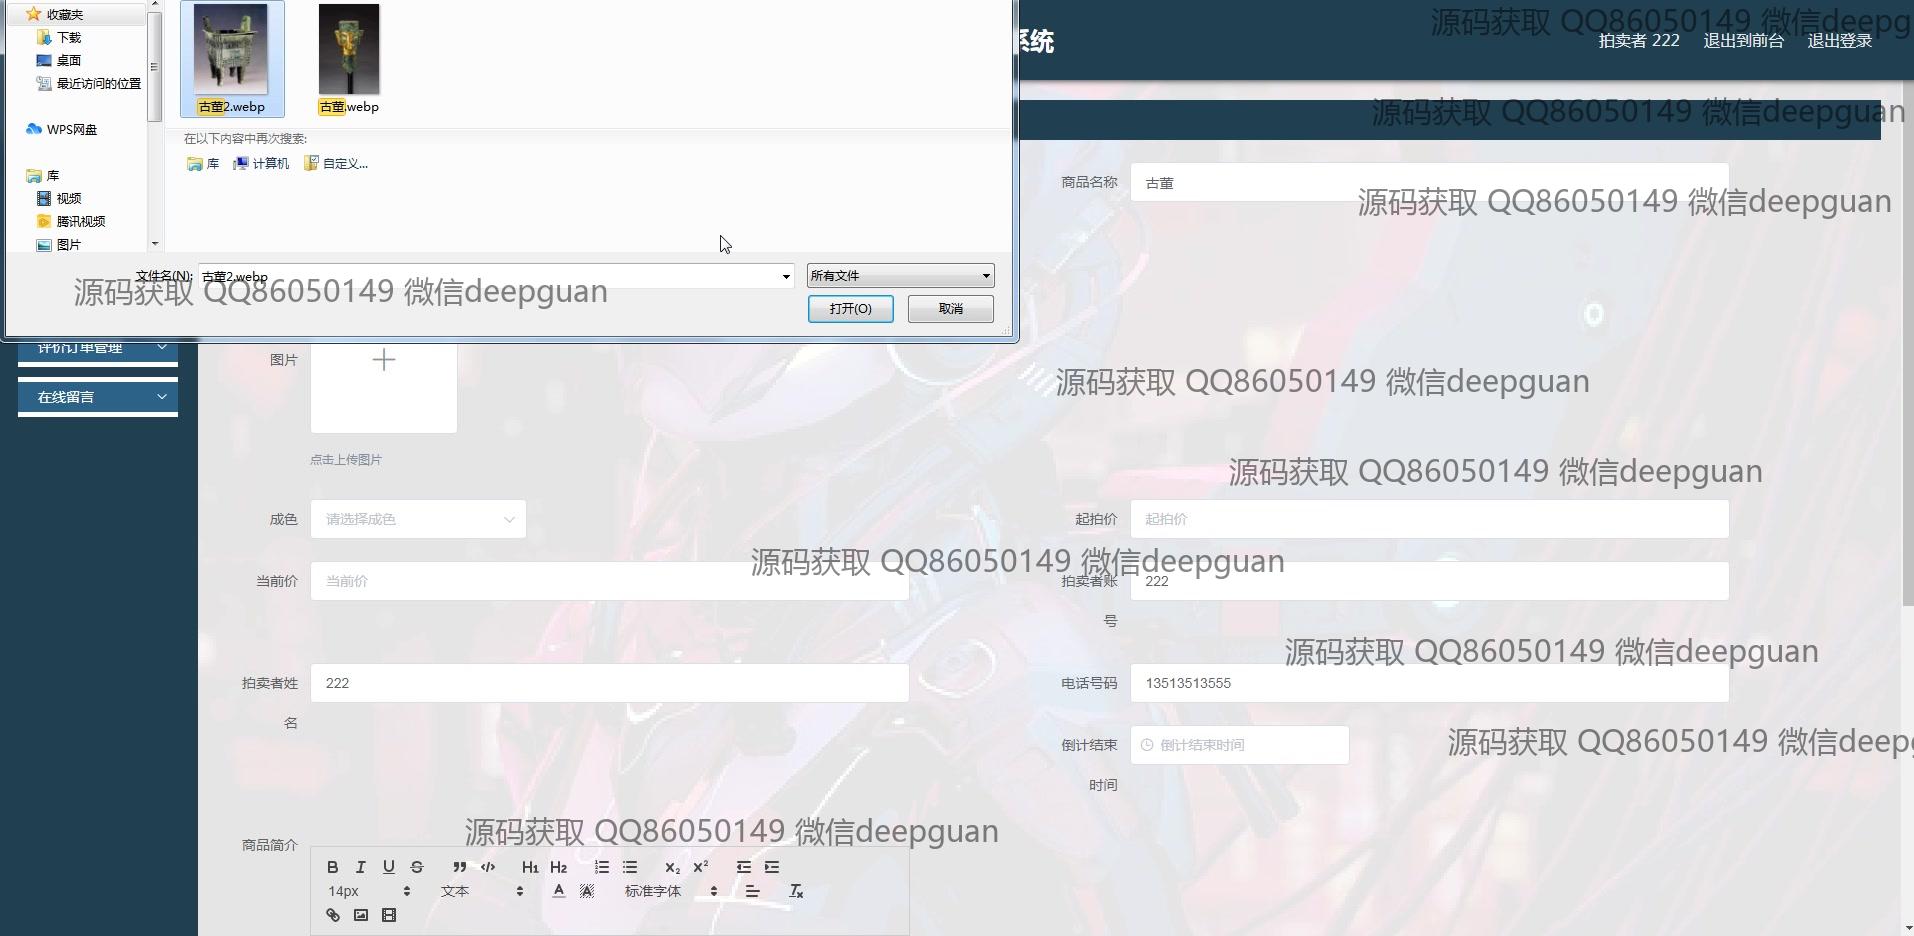 收藏夹
下载
桌面
最近访问的位置
WPS网盘
库
视频
腾讯视频
图片
古董2.webp
古董.webp
在以下内容中再次搜索:
库 计算机 自定义...
文件名(N): 古董2.webp
所有文件
打开(O) 取消
系统
拍卖者 222 退出到前台 退出登录
源码获取 QQ86050149 微信deepg
源码获取 QQ86050149 微信deepguan
商品名称 古董
源码获取 QQ86050149 微信deepguan
源码获取 QQ86050149 微信deepguan
评价订单管理
在线留言
图片
点击上传图片
源码获取 QQ86050149 微信deepguan
源码获取 QQ86050149 微信deepguan
成色 请选择成色
起拍价 起拍价
源码获取 QQ86050149 微信deepguan
当前价 当前价
拍卖者账号 222
源码获取 QQ86050149 微信deepguan
拍卖者姓名 222
电话号码 13513513555
倒计结束时间 倒计结束时间
源码获取 QQ86050149 微信deepg
源码获取 QQ86050149 微信deepguan
商品简介
B I U S H1 H2 x2 x2
14px 文本 A A 标准字体 Tx